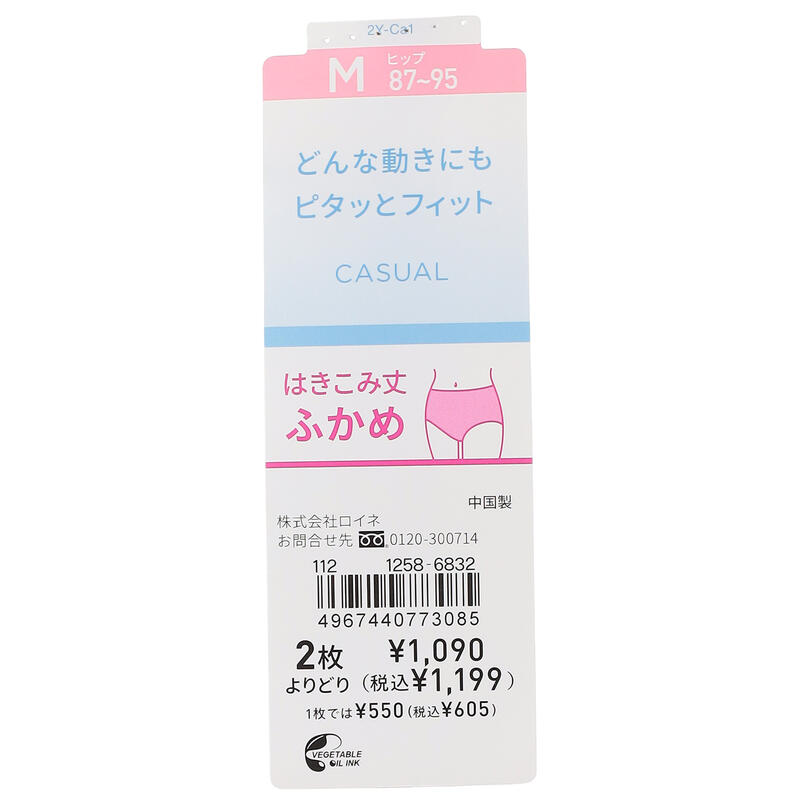 2Y-Ca1
M ヒップ
87~95
どんな動きにも
ピタッとフィット
CASUAL
はきこみ丈
ふかめ
中国製
株式会社ロイネ
お問合せ先 0120-300714
112 1258-6832
4967440773085
2枚 ¥1,090
よりどり (税込¥1,199)
1枚では¥550(税込¥605)
VEGETABLE
OIL INK